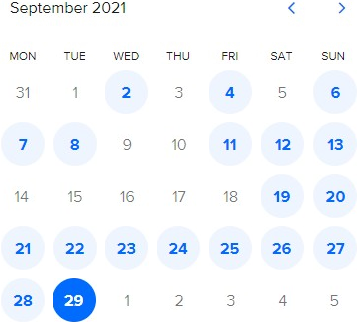 September 2021
MON TUE WED THU FRI SAT SUN
31 1 2 3 4 5 6
7 8 9 10 11 12 13
14 15 16 17 18 19 20
21 22 23 24 25 26 27
28 29 1 2 3 4 5